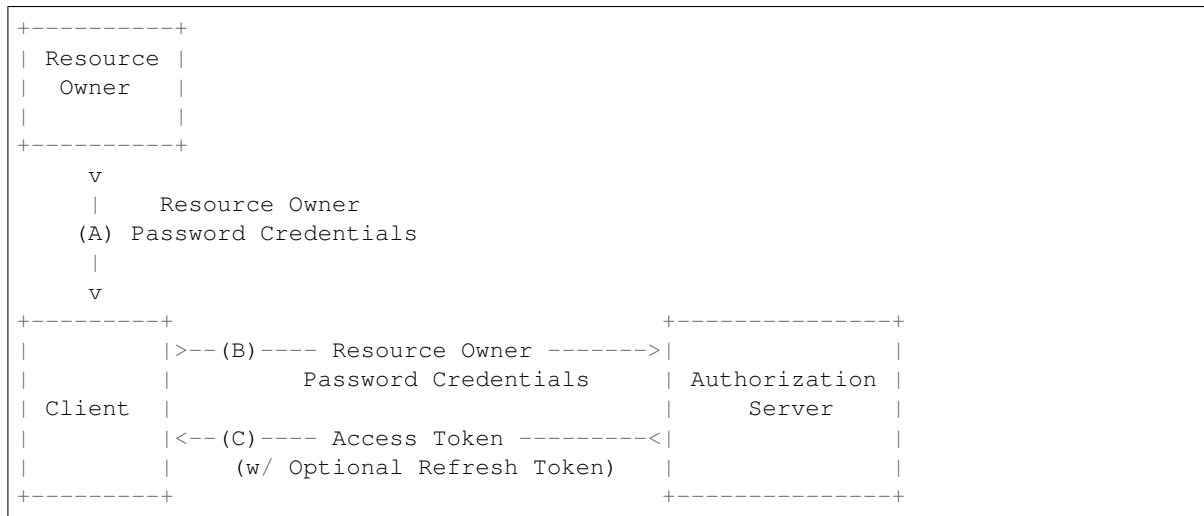 +----------+
| Resource |
|  Owner   |
|          |
+----------+
     v
     |    Resource Owner
    (A) Password Credentials
     |
     v
+---------+                                  +---------------+
|         |>--(B)---- Resource Owner ------->|               |
|         |         Password Credentials     | Authorization |
| Client  |                                  |     Server    |
|         |<--(C)---- Access Token ---------<|               |
|         |    (w/ Optional Refresh Token)   |               |
+---------+                                  +---------------+